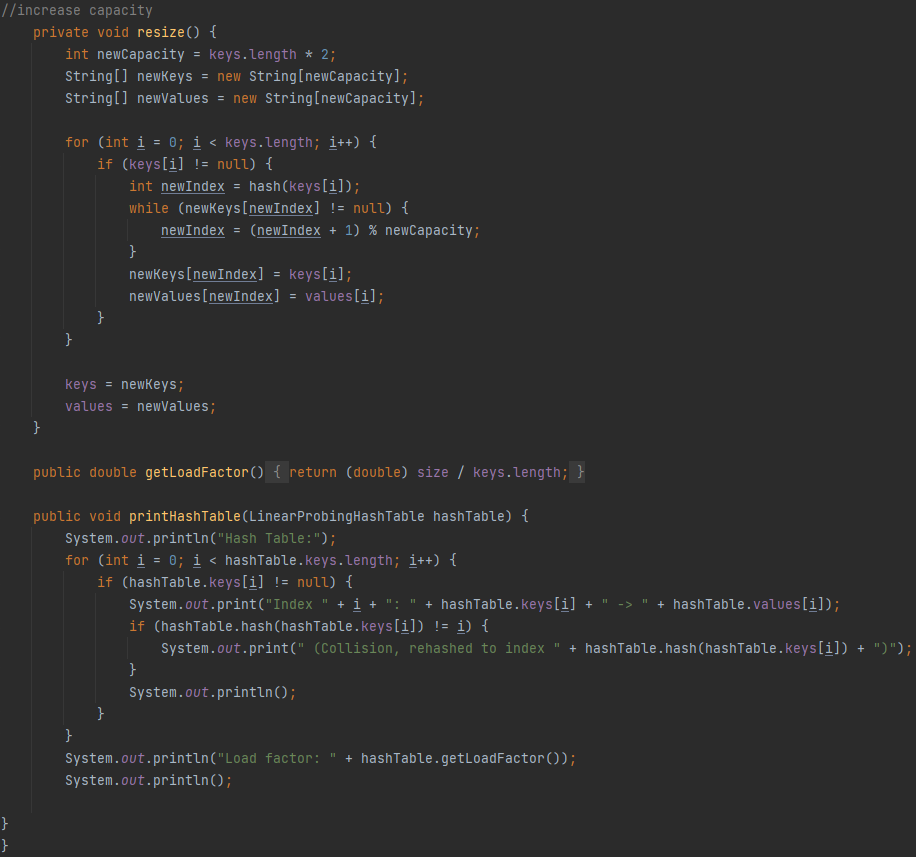 //increase capacity
    private void resize() {
        int newCapacity = keys.length * 2;
        String[] newKeys = new String[newCapacity];
        String[] newValues = new String[newCapacity];

        for (int i = 0; i < keys.length; i++) {
            if (keys[i] != null) {
                int newIndex = hash(keys[i]);
                while (newKeys[newIndex] != null) {
                    newIndex = (newIndex + 1) % newCapacity;
                }
                newKeys[newIndex] = keys[i];
                newValues[newIndex] = values[i];
            }
        }

        keys = newKeys;
        values = newValues;
    }

    public double getLoadFactor() { return (double) size / keys.length; }

    public void printHashTable(LinearProbingHashTable hashTable) {
        System.out.println("Hash Table:");
        for (int i = 0; i < hashTable.keys.length; i++) {
            if (hashTable.keys[i] != null) {
                System.out.print("Index " + i + ": " + hashTable.keys[i] + " -> " + hashTable.values[i]);
                if (hashTable.hash(hashTable.keys[i]) != i) {
                    System.out.print(" (Collision, rehashed to index " + hashTable.hash(hashTable.keys[i]) + ")");
                }
                System.out.println();
            }
        }
        System.out.println("Load factor: " + hashTable.getLoadFactor());
        System.out.println();

}
}